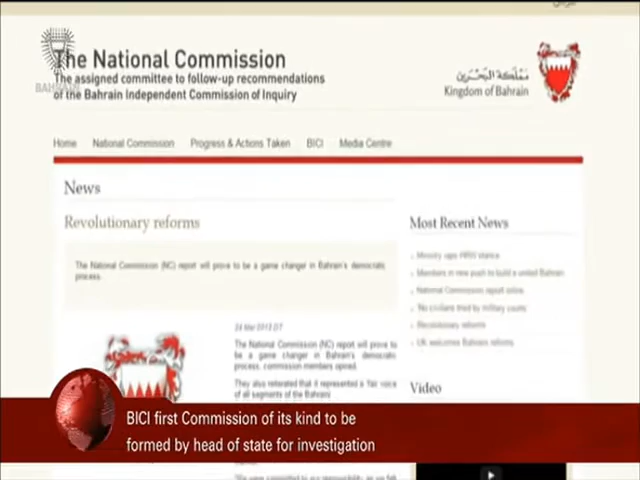 BAHRAIN
The National Commission
The assigned committee to follow-up recommendations
of the Bahrain Independent Commission of Inquiry
مملكة البحرين
Kingdom of Bahrain
Home National Commission Progress & Actions Taken BICI Media Centre
News
Revolutionary reforms
The National Commission (NC) report will prove to be a game changer in Bahrain's democratic
process.
Most Recent News
Members in new push to build a united Bahrain
National Commission report online
'No civilians tried by military courts'
Revolutionary reforms
UK welcomes Bahrain reforms
24 Mar 2012
The National Commission (NC) report will prove to
be a game changer in Bahrain's democratic
process, commission members opined.
They also reiterated that it represented a 'fair voice
of all segments of the Bahraini
Video
BICI first Commission of its kind to be
formed by head of state for investigation